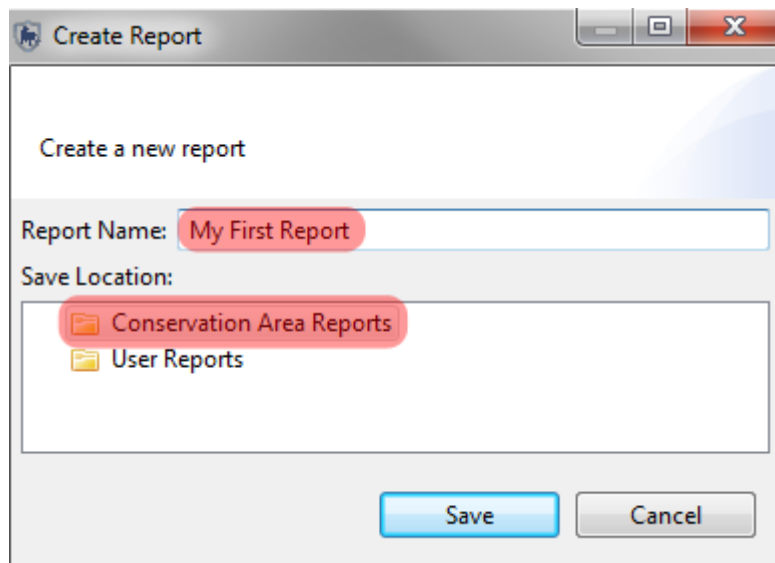 Create Report
Create a new report
Report Name: My First Report
Save Location:
Conservation Area Reports
User Reports
Save Cancel